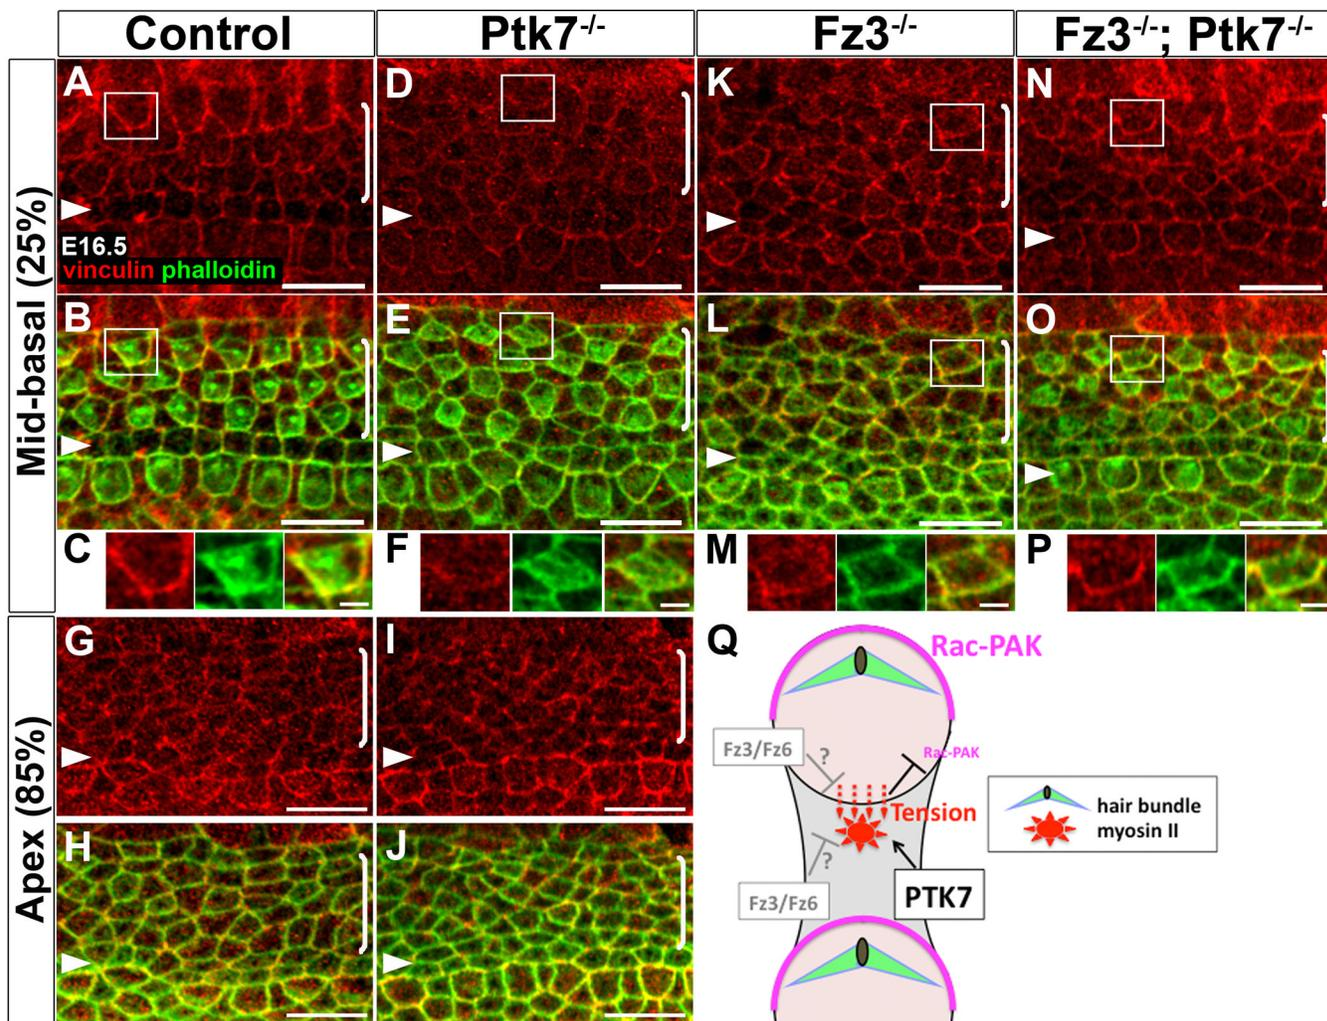 Control
Ptk7-/-
Fz3-/-
Fz3-/-; Ptk7-/-
Mid-basal (25%)
A
D
K
N
E16.5
vinculin phalloidin
B
E
L
O
C
F
M
P
Apex (85%)
G
I
Q
Rac-PAK
Fz3/Fz6
?
Rac-PAK
Tension
hair bundle
myosin II
H
J
?
Fz3/Fz6
PTK7